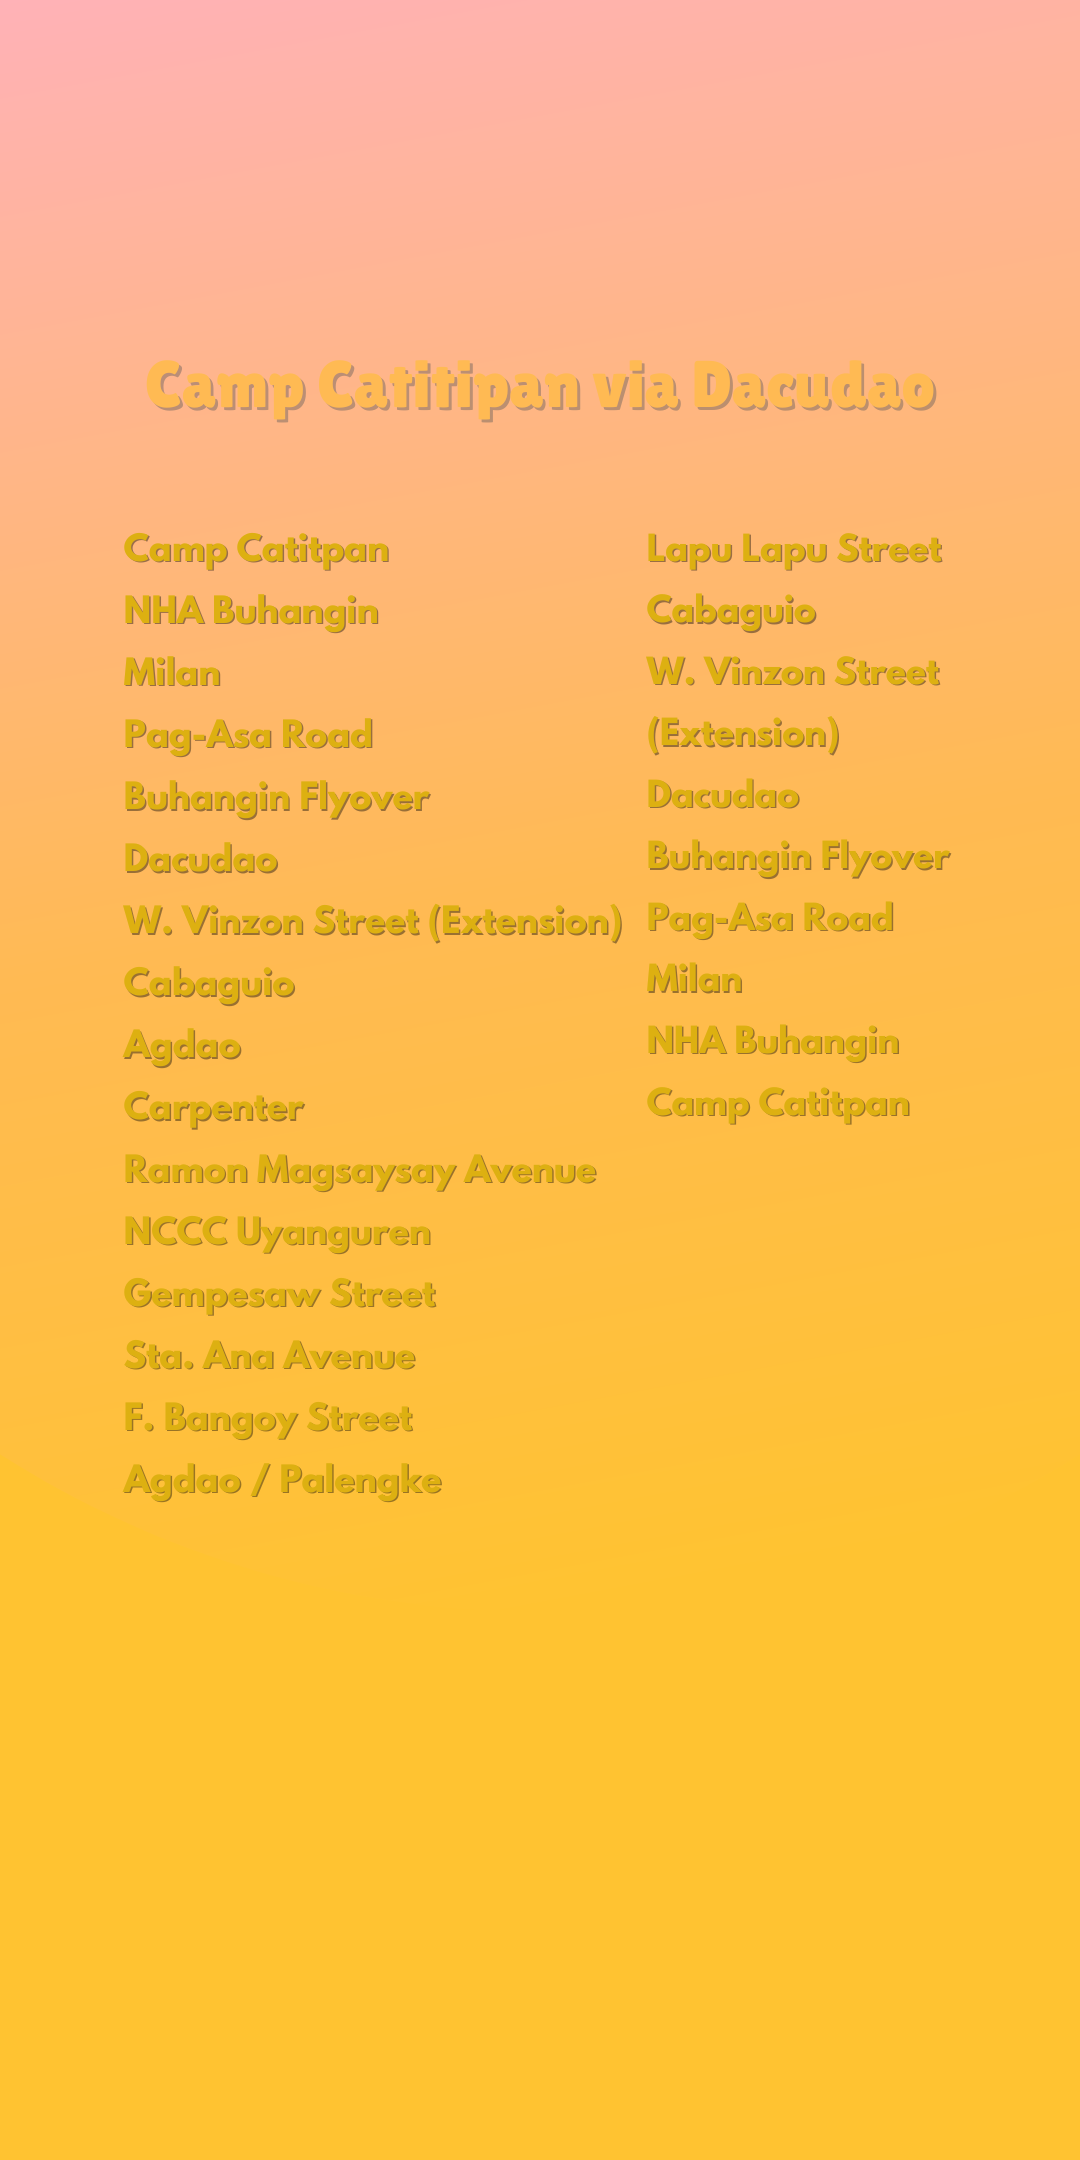 Camp Catitipan via Dacudao
Camp Catitpan
NHA Buhangin
Milan
Pag-Asa Road
Buhangin Flyover
Dacudao
W. Vinzon Street (Extension)
Cabaguio
Agdao
Carpenter
Ramon Magsaysay Avenue
NCCC Uyanguren
Gempesaw Street
Sta. Ana Avenue
F. Bangoy Street
Agdao / Palengke
Lapu Lapu Street
Cabaguio
W. Vinzon Street
(Extension)
Dacudao
Buhangin Flyover
Pag-Asa Road
Milan
NHA Buhangin
Camp Catitpan